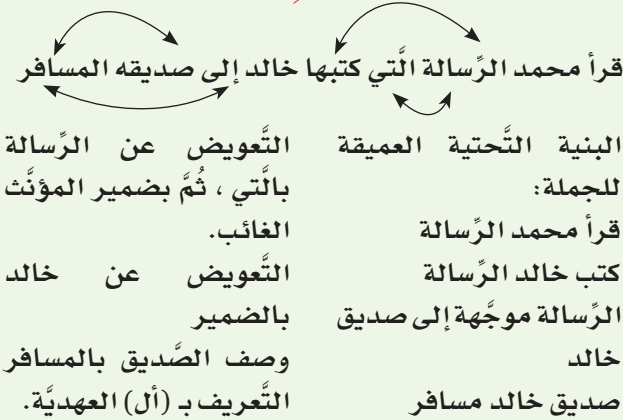 قرأ محمد الرِّسالة الَّتي كتبها خالد إلى صديقه المسافر
البنية التَّحتية العميقة
للجملة:
قرأ محمد الرِّسالة
كتب خالد الرِّسالة
الرِّسالة موجَّهة إلى صديق
خالد
صديق خالد مسافر
التَّعويض عن الرِّسالة
بالَّتي ، ثُمَّ بضمير المؤنَّث
الغائب.
التَّعويض عن خالد
بالضمير
وصف الصَّديق بالمسافر
التَّعريف بـ (أل) العهديَّة.